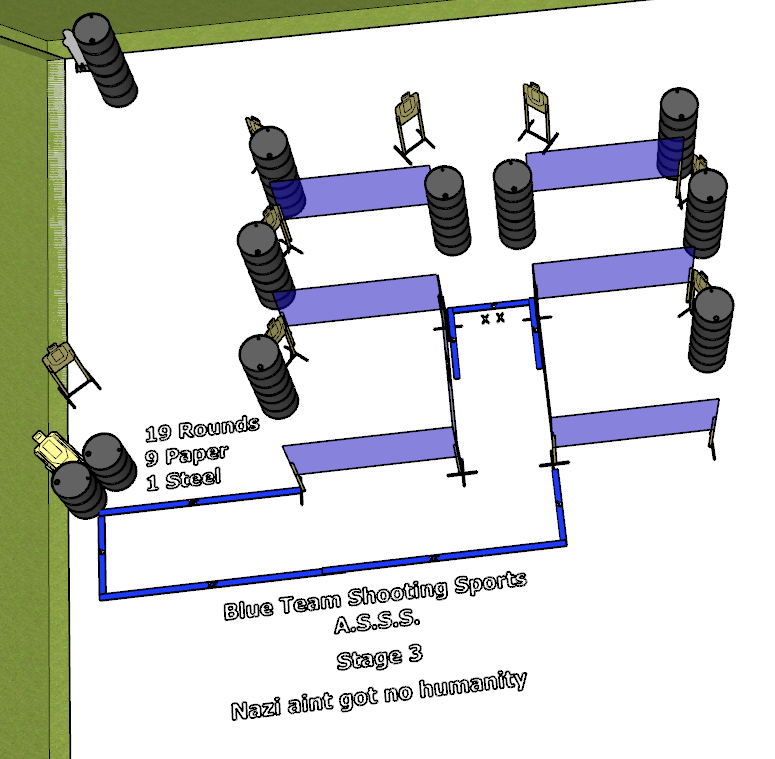 19 Rounds
9 Paper
1 Steel
x x
Blue Team Shooting Sports
A.S.S.S.
Stage 3
Nazi aint got no humanity